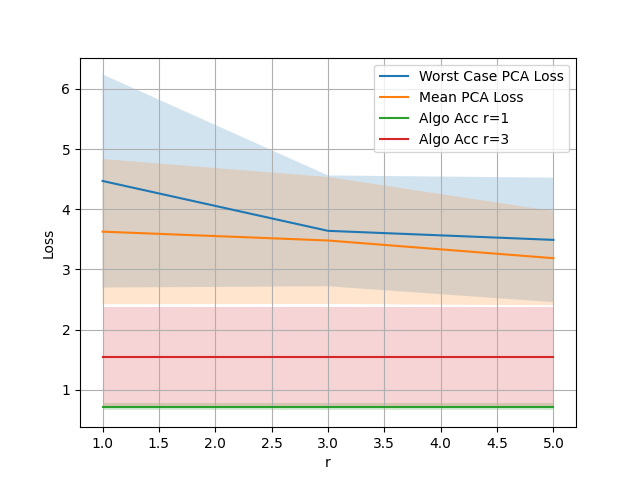 6
5
4
3
2
1
Loss
1.0 1.5 2.0 2.5 3.0 3.5 4.0 4.5 5.0
r
Worst Case PCA Loss
Mean PCA Loss
Algo Acc r=1
Algo Acc r=3